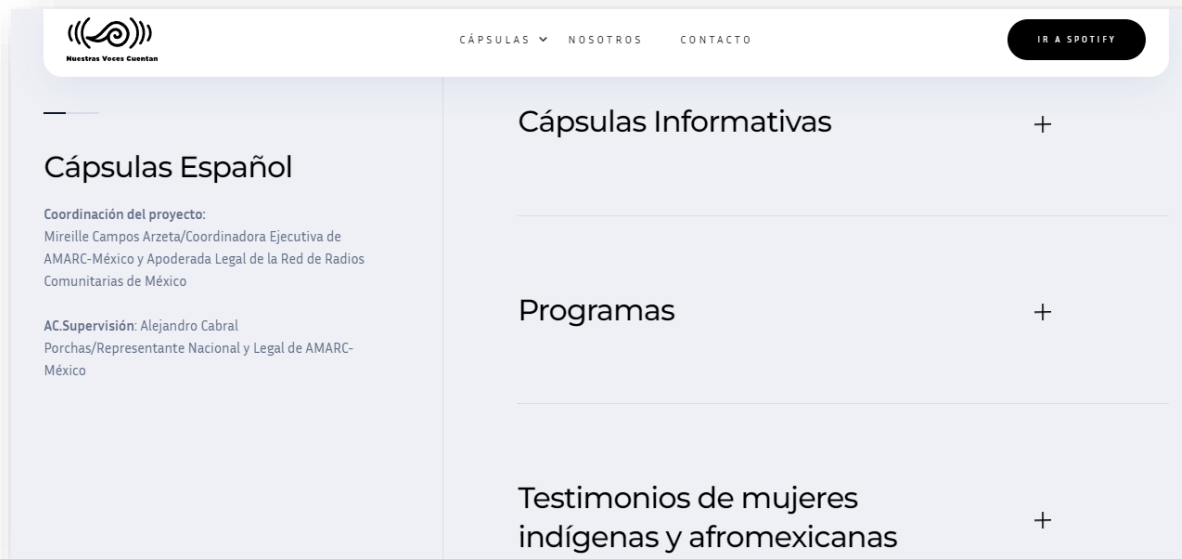 Nuestras Voces Cuentan
CÁPSULAS
NOSOTROS
CONTACTO
IR A SPOTIFY
Cápsulas Español
Coordinación del proyecto:
Mireille Campos Arzeta/Coordinadora Ejecutiva de
AMARC-México y Apoderada Legal de la Red de Radios
Comunitarias de México
AC.Supervisión: Alejandro Cabral
Porchas/Representante Nacional y Legal de AMARC-
México
Cápsulas Informativas
Programas
Testimonios de mujeres
indígenas y afromexicanas